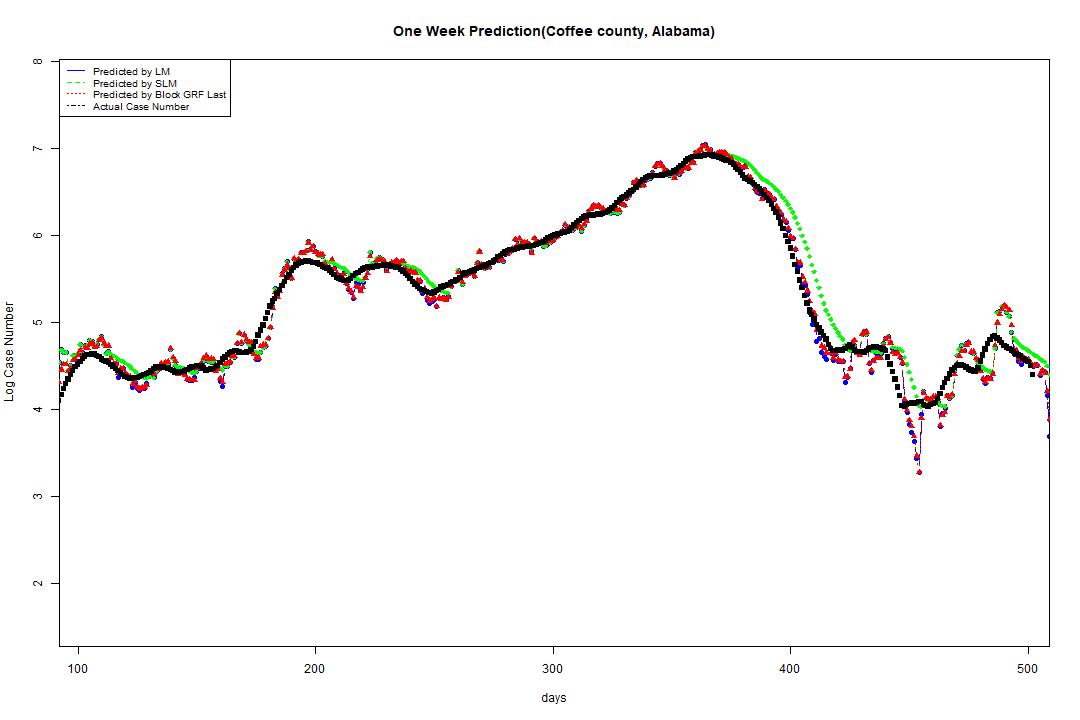 One Week Prediction(Coffee county, Alabama)
Predicted by LM
Predicted by SLM
Predicted by Block GRF Last
Actual Case Number
8
7
6
5
4
3
2
Log Case Number
100 200 300 400 500
days